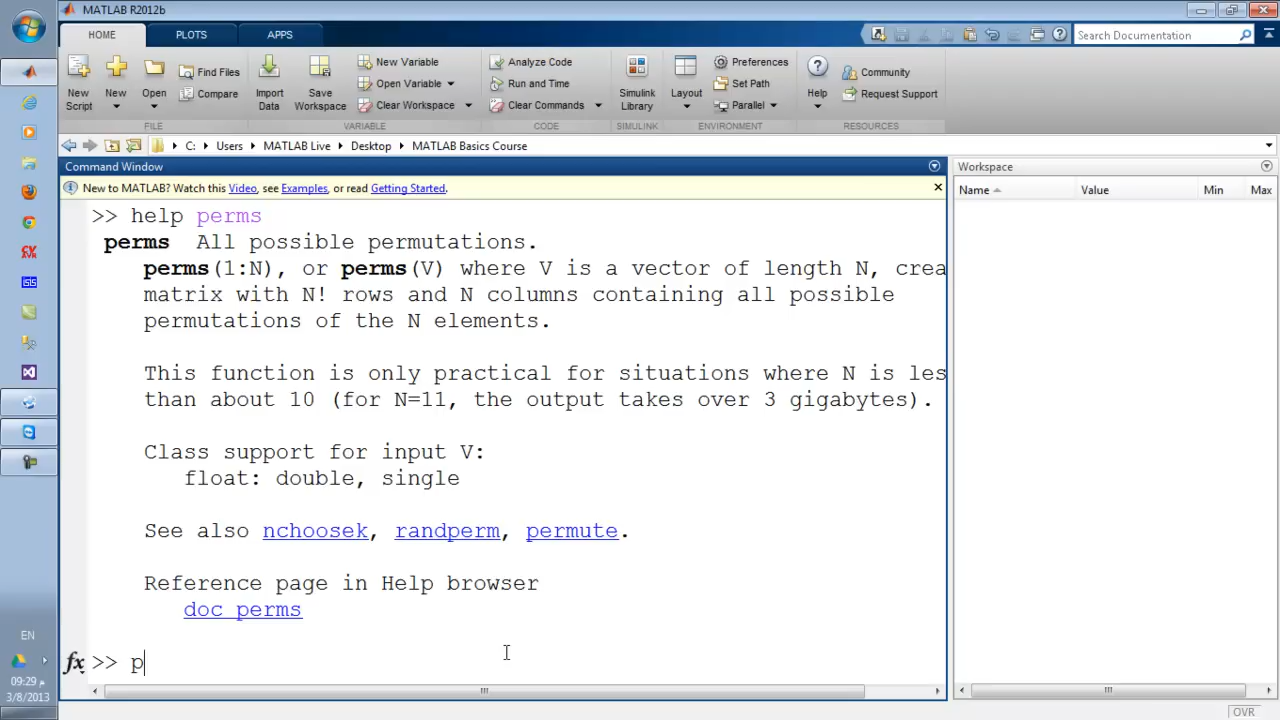 MATLAB R2012b
HOME PLOTS APPS
Search Documentation
New Script
New
Open
Find Files
Compare
Import Data
Save Workspace
New Variable
Open Variable
Clear Workspace
Analyze Code
Run and Time
Clear Commands
Simulink Library
Layout
Preferences
Set Path
Parallel
Help
Community
Request Support
FILE VARIABLE CODE SIMULINK ENVIRONMENT RESOURCES
C: Users MATLAB Live Desktop MATLAB Basics Course
Command Window
Workspace
New to MATLAB? Watch this Video, see Examples, or read Getting Started.
Name Value Min Max
>> help perms
perms All possible permutations.
perms(1:N), or perms(V) where V is a vector of length N, crea
matrix with N! rows and N columns containing all possible
permutations of the N elements.
This function is only practical for situations where N is les
than about 10 (for N=11, the output takes over 3 gigabytes).
Class support for input V:
float: double, single
See also nchoosek, randperm, permute.
Reference page in Help browser
doc perms
fx >> p
EN
09:29 م
3/8/2013
OVR